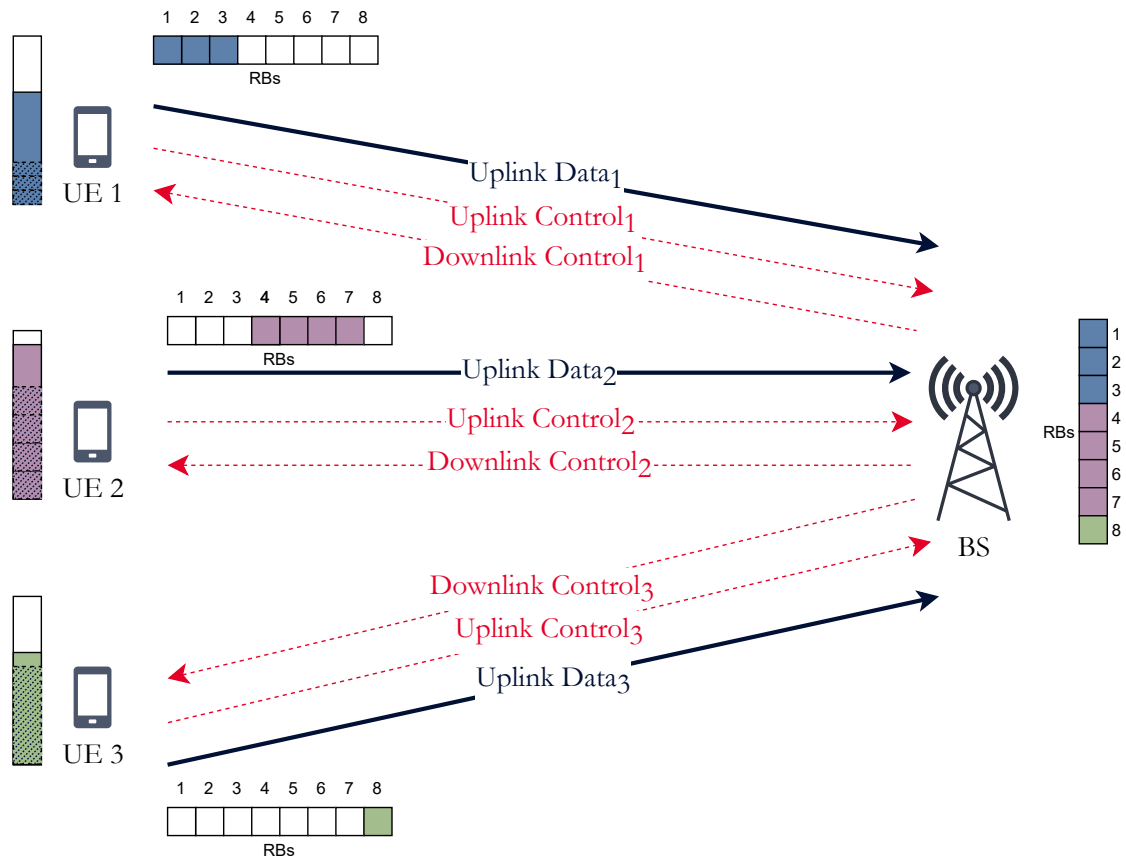 1 2 3 4 5 6 7 8
RBs
UE 1
Uplink Data1
Uplink Control1
Downlink Control1
1 2 3 4 5 6 7 8
RBs
UE 2
Uplink Data2
Uplink Control2
Downlink Control2
BS
RBs
1
2
3
4
5
6
7
8
Downlink Control3
Uplink Control3
Uplink Data3
UE 3
1 2 3 4 5 6 7 8
RBs